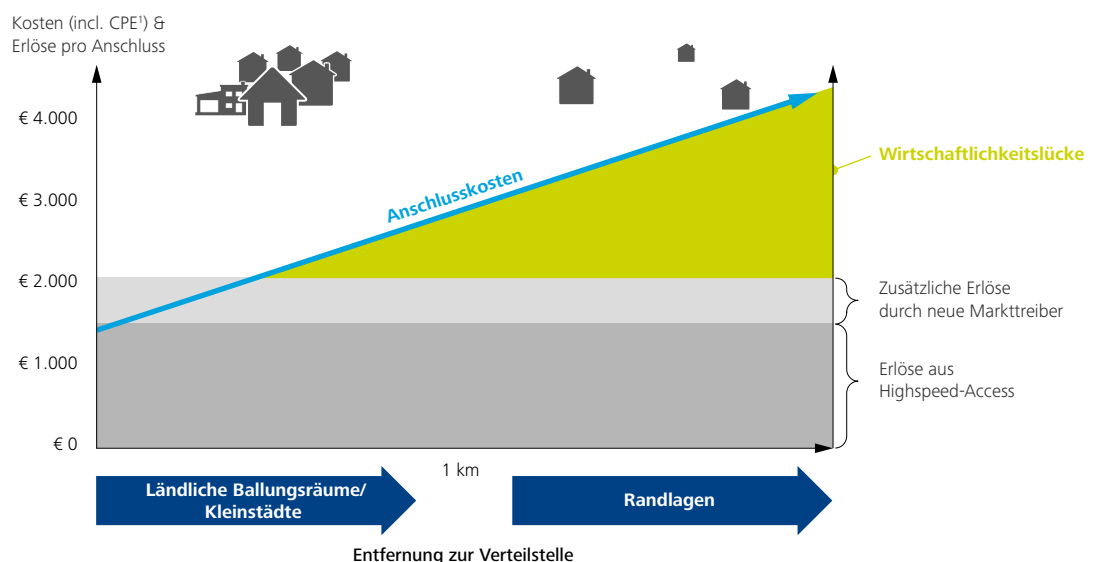 Kosten (incl. CPE¹) &
Erlöse pro Anschluss
€ 4.000
€ 3.000
€ 2.000
€ 1.000
€ 0
Anschlusskosten
Wirtschaftlichkeitslücke
Zusätzliche Erlöse
durch neue Markttreiber
Erlöse aus
Highspeed-Access
1 km
Ländliche Ballungsräume/
Kleinstädte
Randlagen
Entfernung zur Verteilstelle